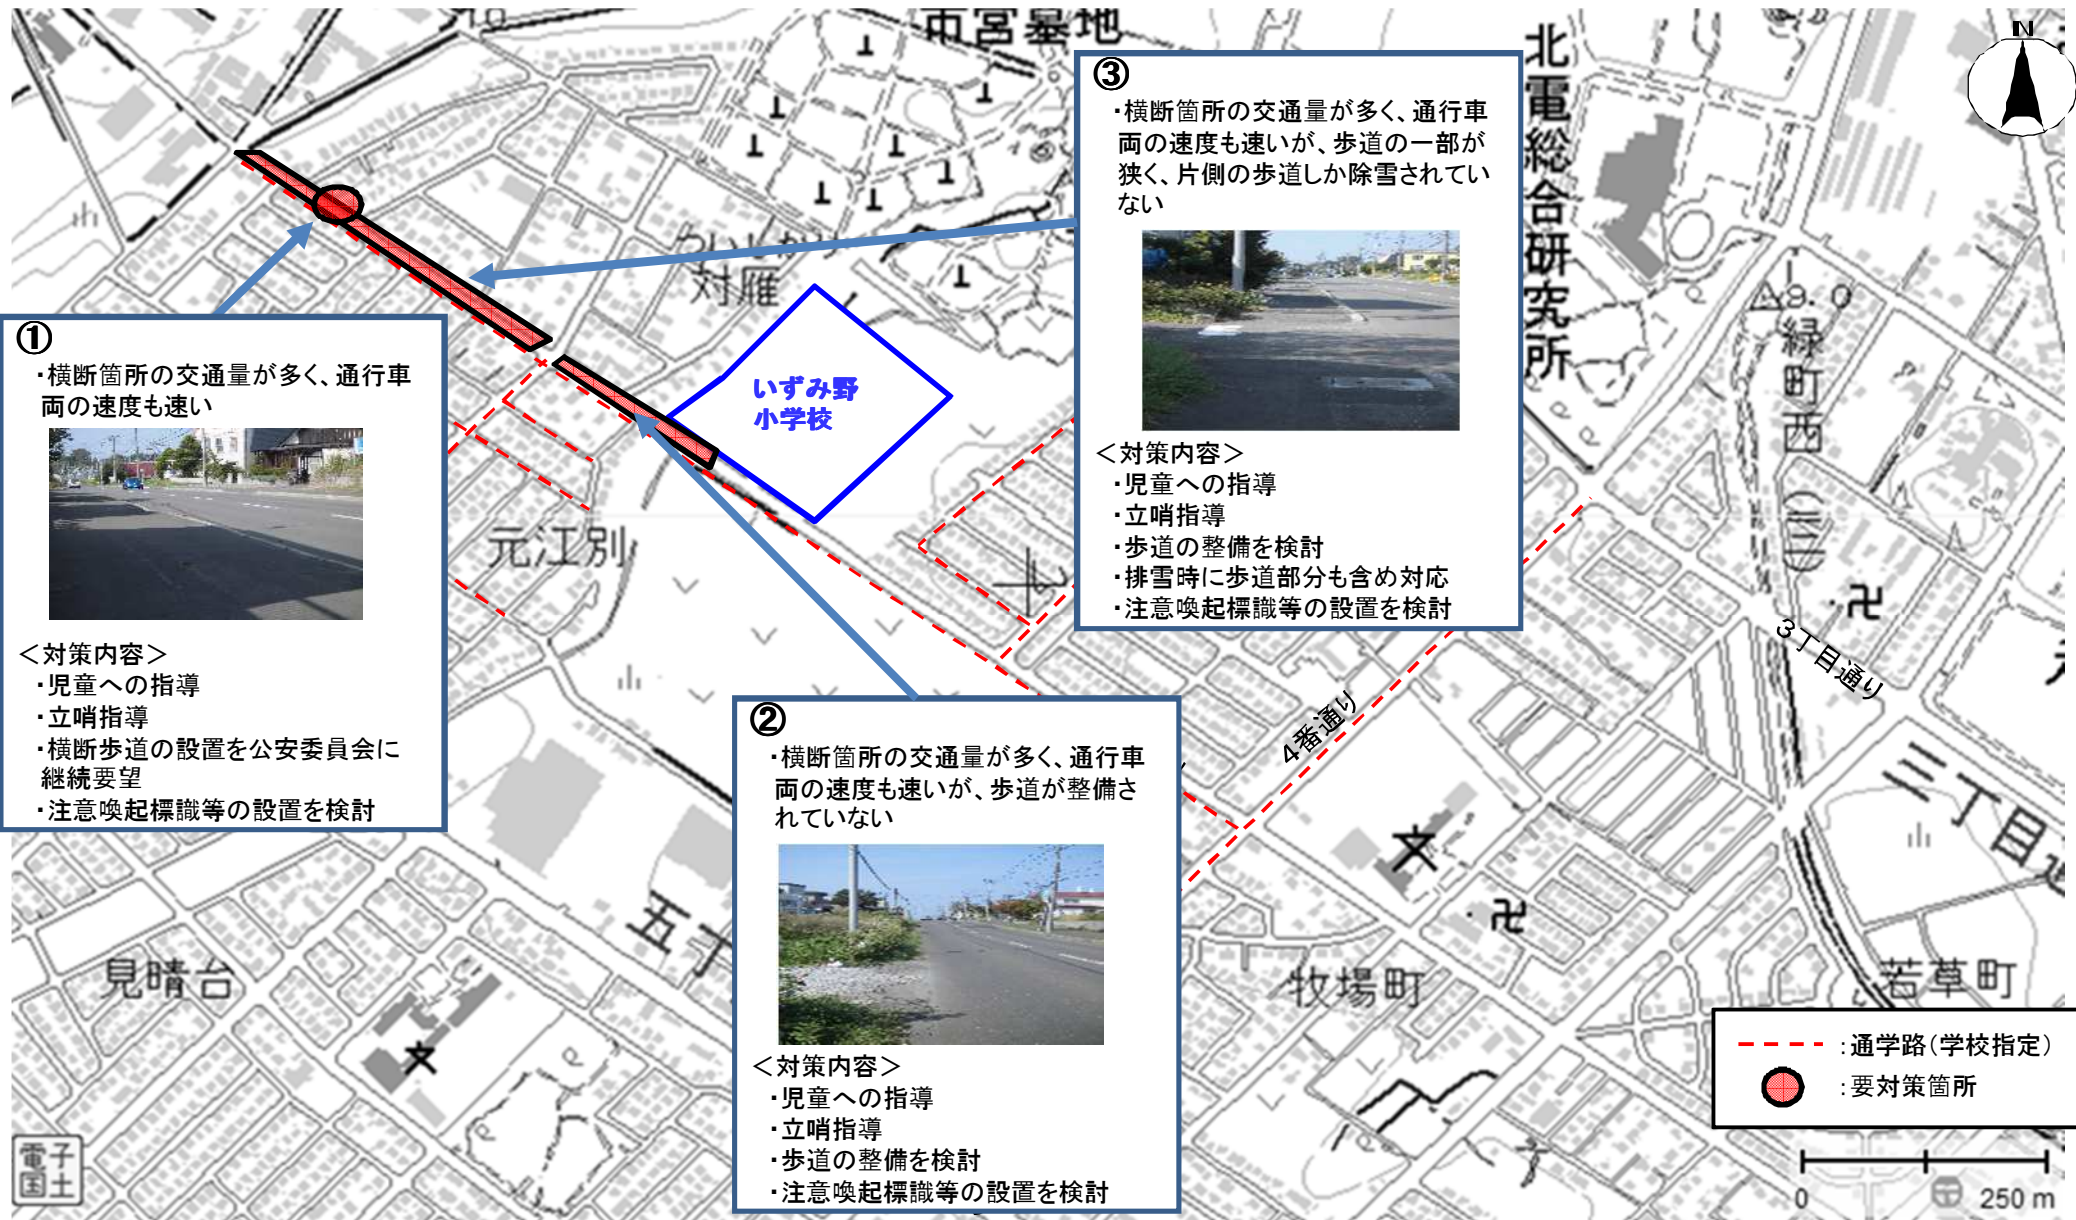 市営墓地
N
北電総合研究所
③
・横断箇所の交通量が多く、通行車
両の速度も速いが、歩道の一部が
狭く、片側の歩道しか除雪されてい
ない
<対策内容>
・児童への指導
・立哨指導
・歩道の整備を検討
・排雪時に歩道部分も含め対応
・注意喚起標識等の設置を検討
対雁
①
・横断箇所の交通量が多く、通行車
両の速度も速い
<対策内容>
・児童への指導
・立哨指導
・横断歩道の設置を公安委員会に
継続要望
・注意喚起標識等の設置を検討
いずみ野
小学校
9.0
緑町西(三)
元江別
3丁目通り
4番通り
②
・横断箇所の交通量が多く、通行車
両の速度も速いが、歩道が整備さ
れていない
<対策内容>
・児童への指導
・立哨指導
・歩道の整備を検討
・注意喚起標識等の設置を検討
三丁目通
五丁
見晴台
牧場町
若草町
:通学路(学校指定)
:要対策箇所
電子
国土
0
250 m